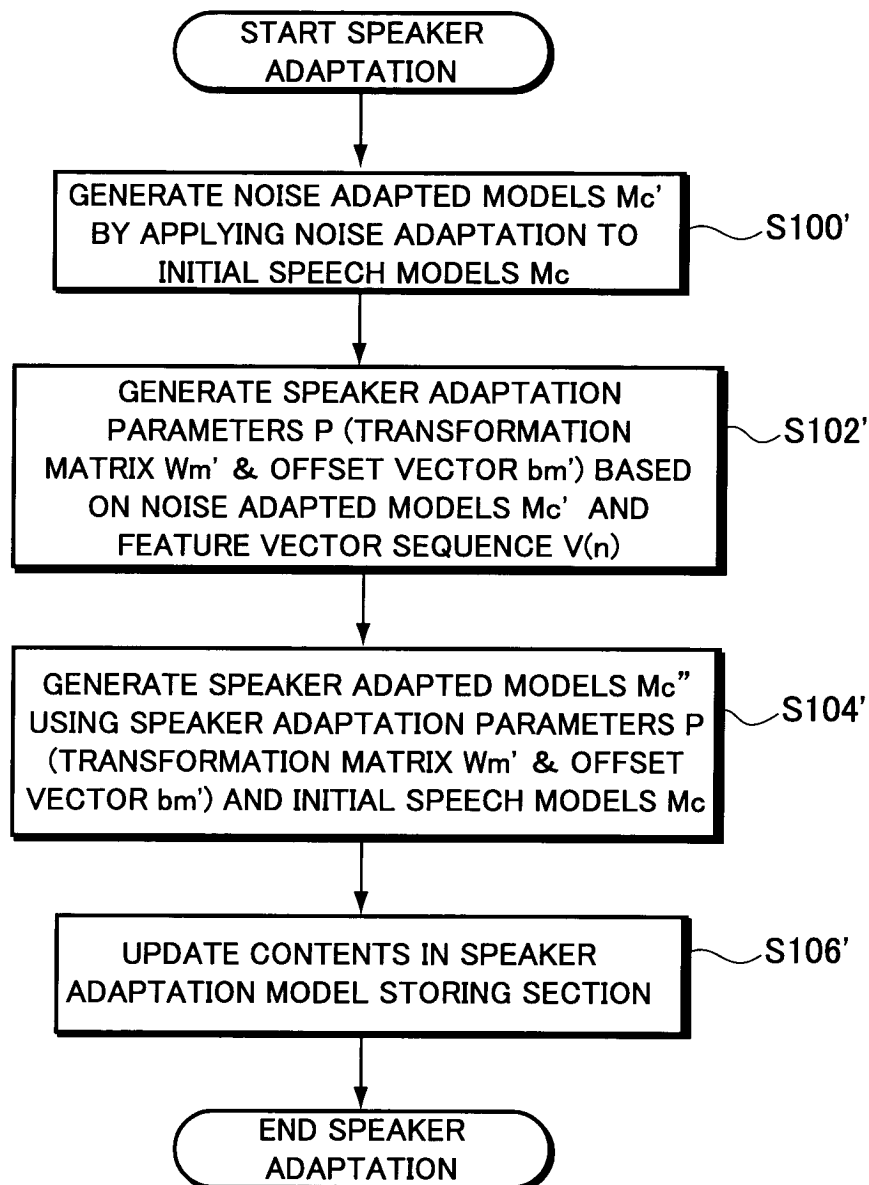 START SPEAKER
ADAPTATION
GENERATE NOISE ADAPTED MODELS Mc'
BY APPLYING NOISE ADAPTATION TO
INITIAL SPEECH MODELS Mc
S100'
GENERATE SPEAKER ADAPTATION
PARAMETERS P (TRANSFORMATION
MATRIX Wm' & OFFSET VECTOR bm') BASED
ON NOISE ADAPTED MODELS Mc' AND
FEATURE VECTOR SEQUENCE V(n)
S102'
GENERATE SPEAKER ADAPTED MODELS Mc”
USING SPEAKER ADAPTATION PARAMETERS P
(TRANSFORMATION MATRIX Wm' & OFFSET
VECTOR bm') AND INITIAL SPEECH MODELS Mc
S104'
UPDATE CONTENTS IN SPEAKER
ADAPTATION MODEL STORING SECTION
S106'
END SPEAKER
ADAPTATION